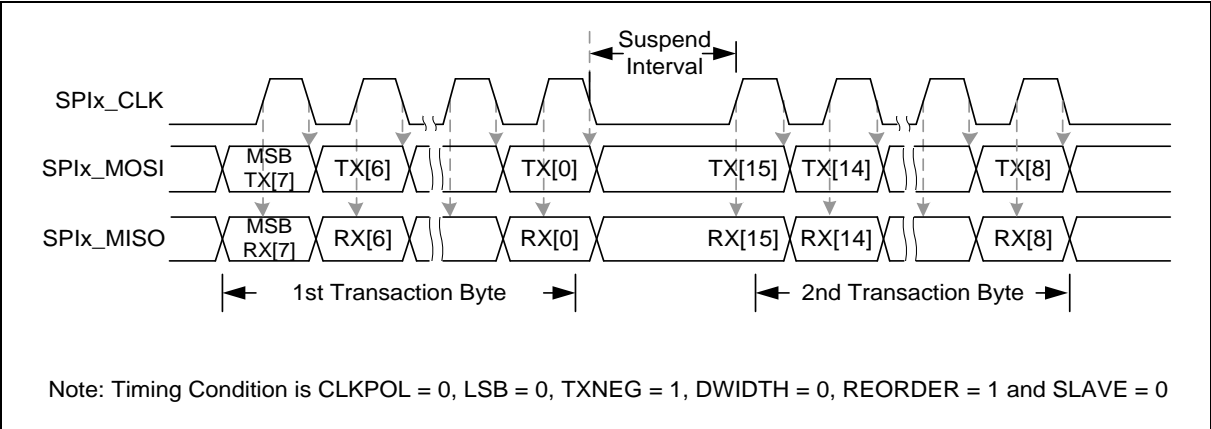 Suspend
Interval
SPIx_CLK
SPIx_MOSI
MSB
TX[7]
TX[6]
TX[0]
TX[15]
TX[14]
TX[8]
SPIx_MISO
MSB
RX[7]
RX[6]
RX[0]
RX[15]
RX[14]
RX[8]
1st Transaction Byte
2nd Transaction Byte
Note: Timing Condition is CLKPOL = 0, LSB = 0, TXNEG = 1, DWIDTH = 0, REORDER = 1 and SLAVE = 0